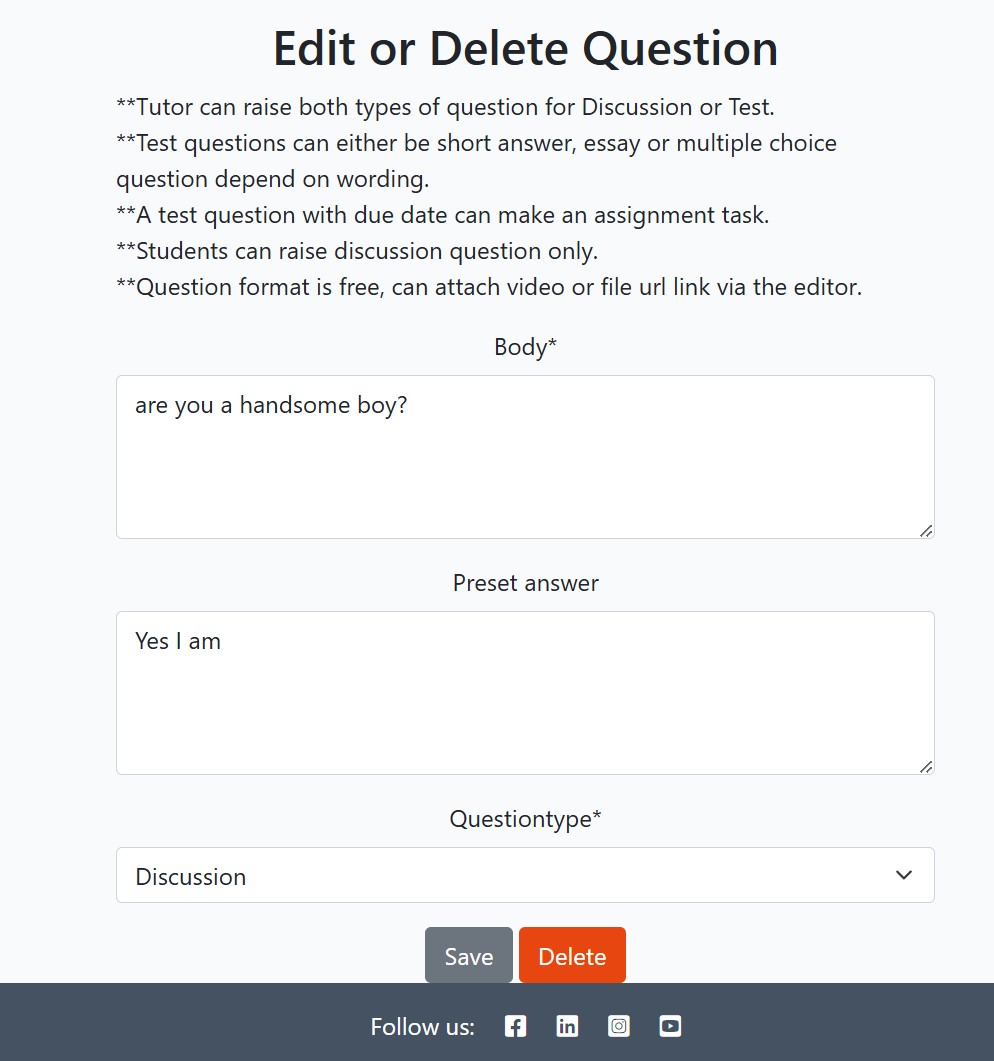 Edit or Delete Question
**Tutor can raise both types of question for Discussion or Test.
**Test questions can either be short answer, essay or multiple choice
question depend on wording.
**A test question with due date can make an assignment task.
**Students can raise discussion question only.
**Question format is free, can attach video or file url link via the editor.
Body*
are you a handsome boy?
Preset answer
Yes I am
Questiontype*
Discussion
Save Delete
Follow us: